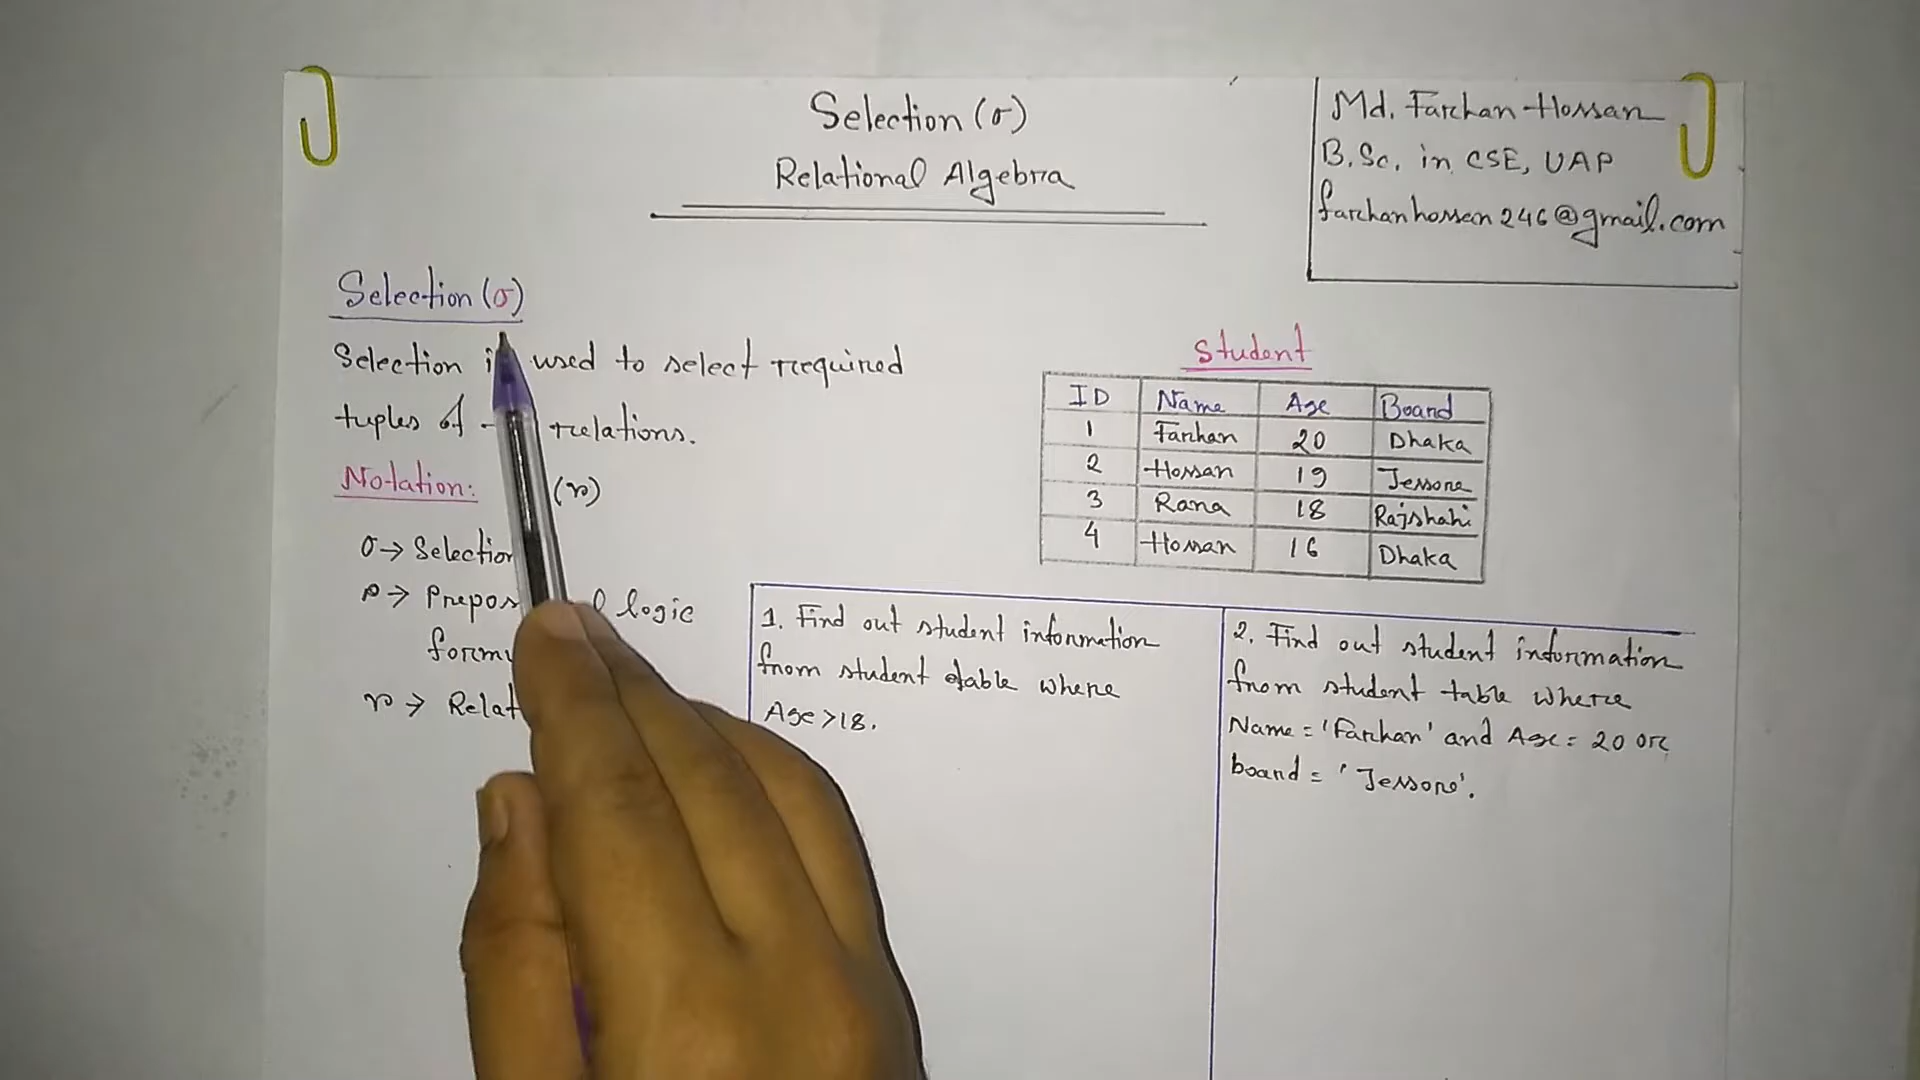 Selection (σ)
Relational Algebra
Md. Farhan Hossan
B.Sc. in CSE, UAP
farhanhossan246@gmail.com
Selection (σ)
Selection used to select required
tuples of relations.
Notation: (r)
σ → Selection
p → logic
r →
Student
ID Name Age Board
1 Farhan 20 Dhaka
2 Hossan 19 Jessore
3 Rana 18 Rajshahi
4 Hossan 16 Dhaka
1. Find out student information
from student table where
Age > 18.
2. Find out student information
from student table where
Name = 'Farhan' and Age = 20 or
board = 'Jessore'.